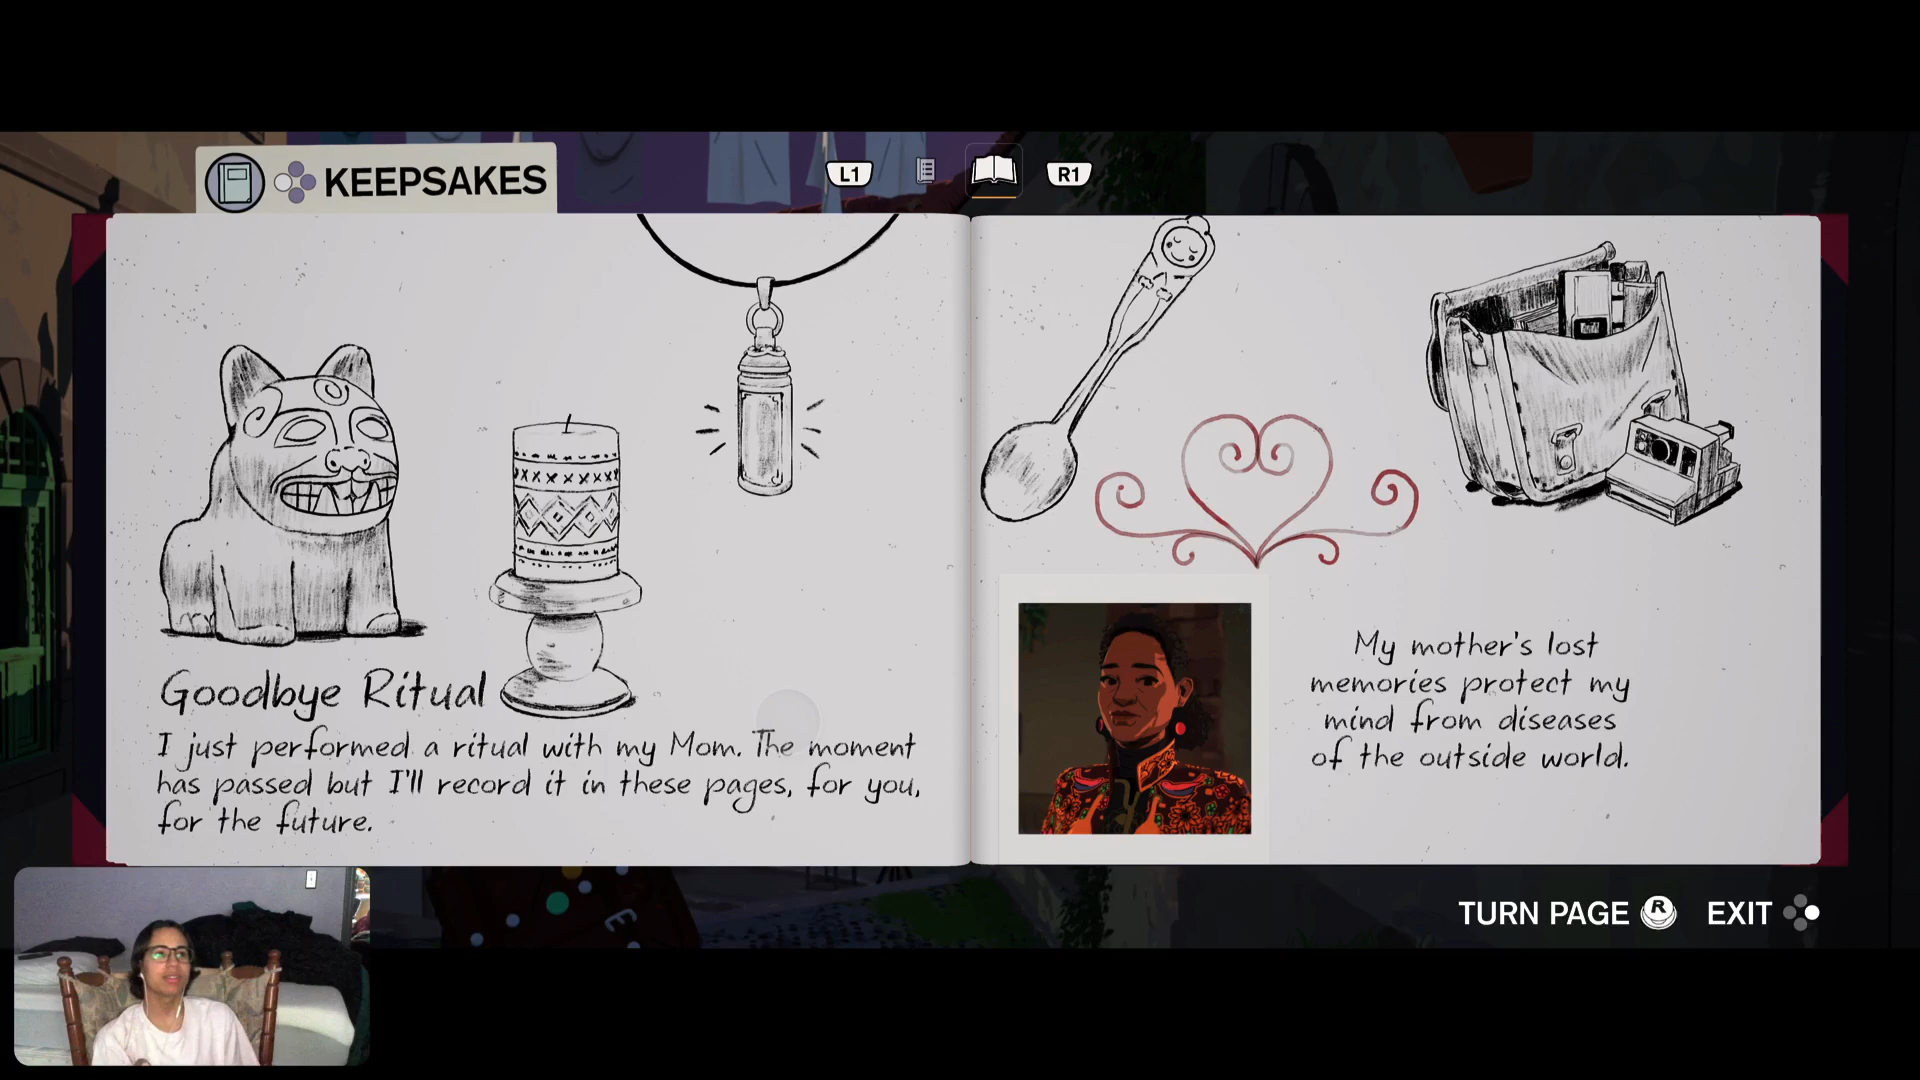 KEEPSAKES
L1
R1
Goodbye Ritual
I just performed a ritual with my Mom. The moment
has passed but I'll record it in these pages, for you,
for the future.
My mother's lost
memories protect my
mind from diseases
of the outside world.
TURN PAGE R EXIT